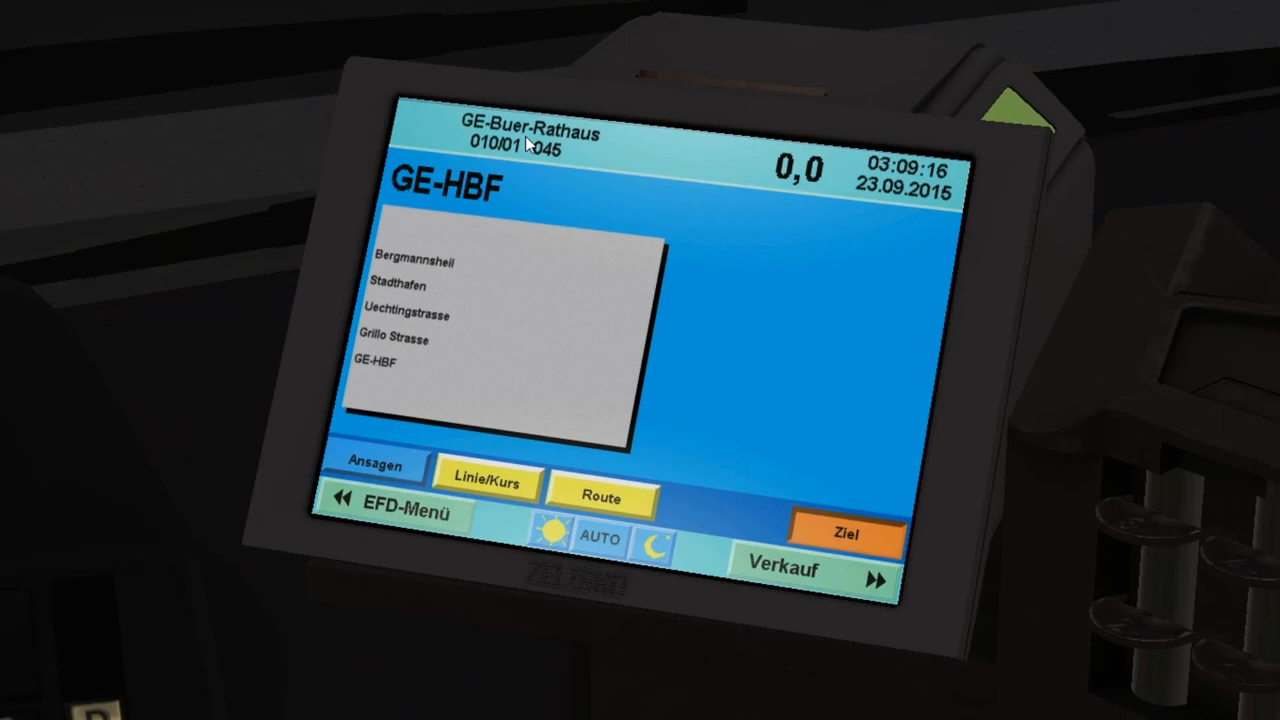 GE-Buer-Rathaus
010/01 045
0,0
03:09:16
23.09.2015
GE-HBF
Bergmannsheil
Stadthafen
Uechtingstrasse
Grillo Strasse
GE-HBF
Ansagen
Linie/Kurs
Route
Ziel
EFD-Menü
AUTO
Verkauf